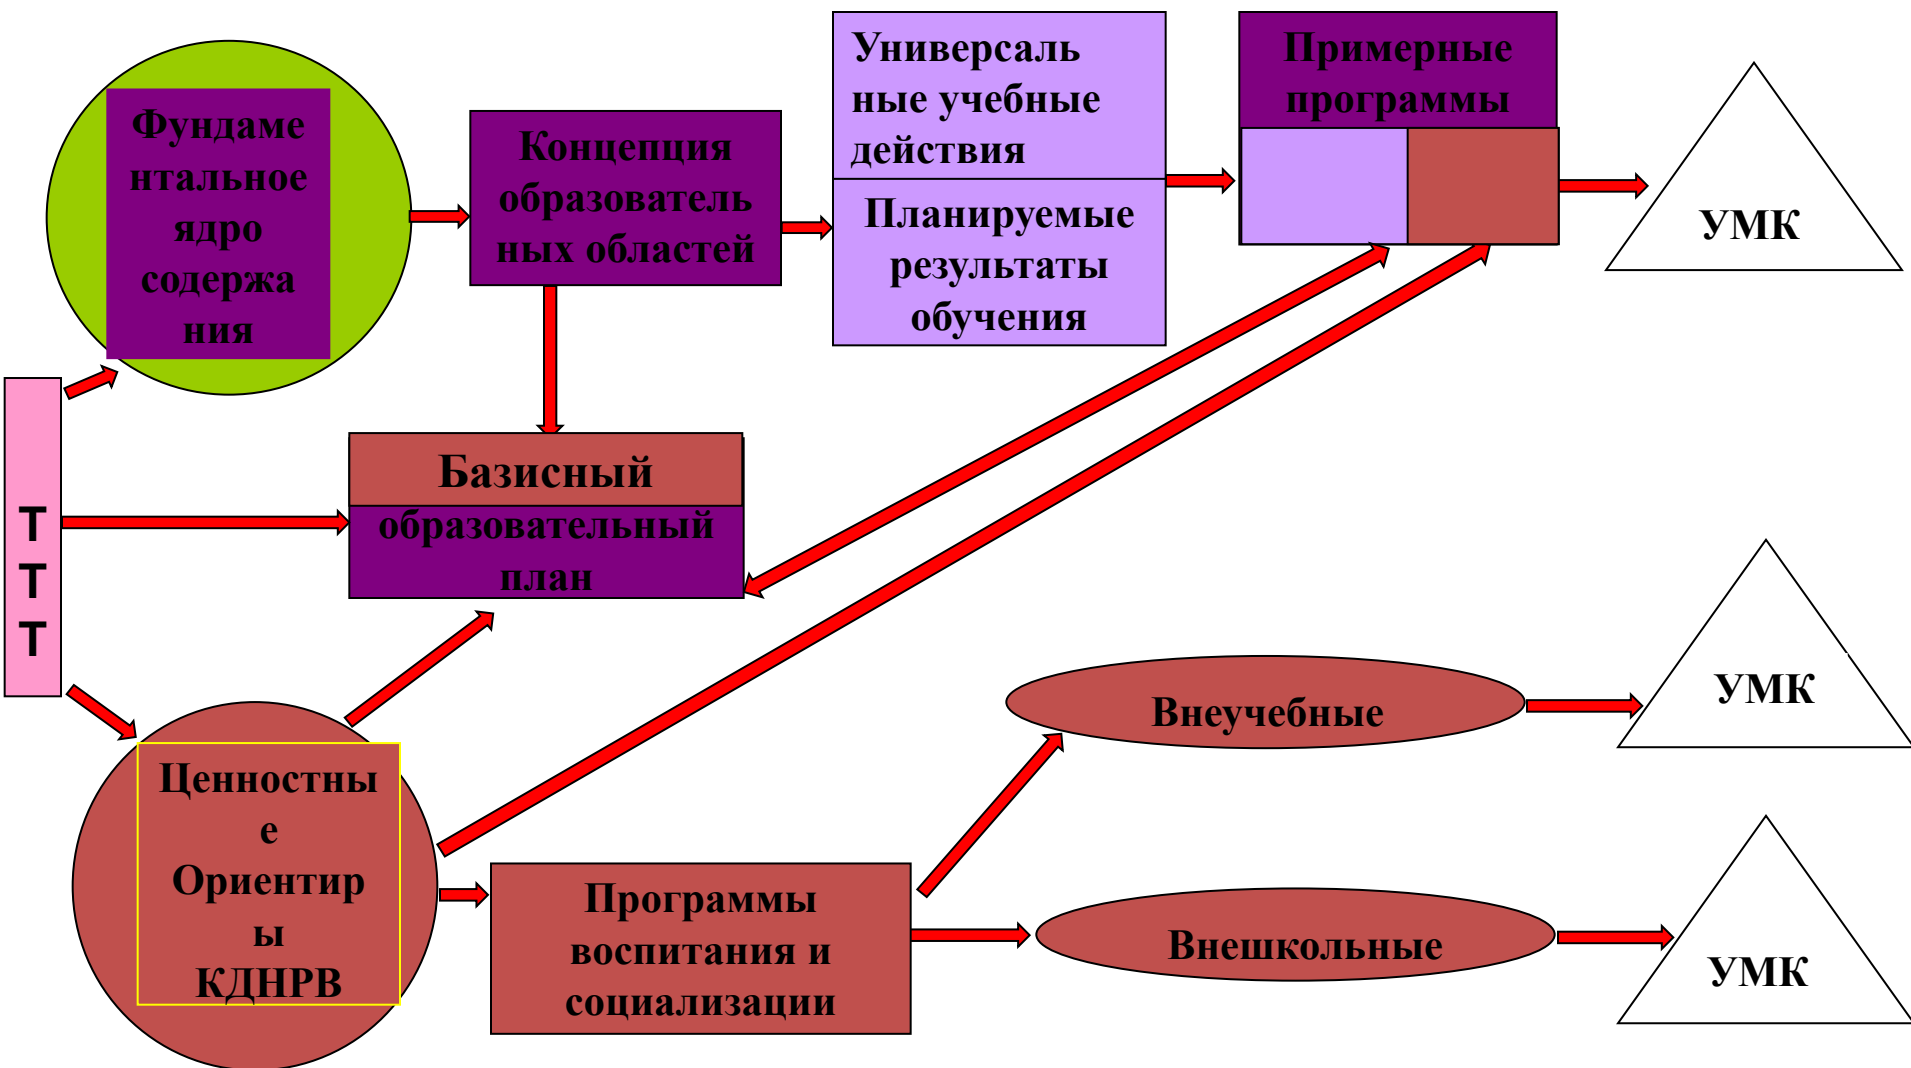 Фундаме
нтальное
ядро
содержа
ния
Концепция
образователь
ных областей
Универсаль
ные учебные
действия
Планируемые
результаты
обучения
Примерные
программы
УМК
Т
Т
Т
Базисный
образовательный
план
Ценностны
е
Ориентир
ы
КДНРВ
Программы
воспитания и
социализации
Внеучебные
УМК
Внешкольные
УМК